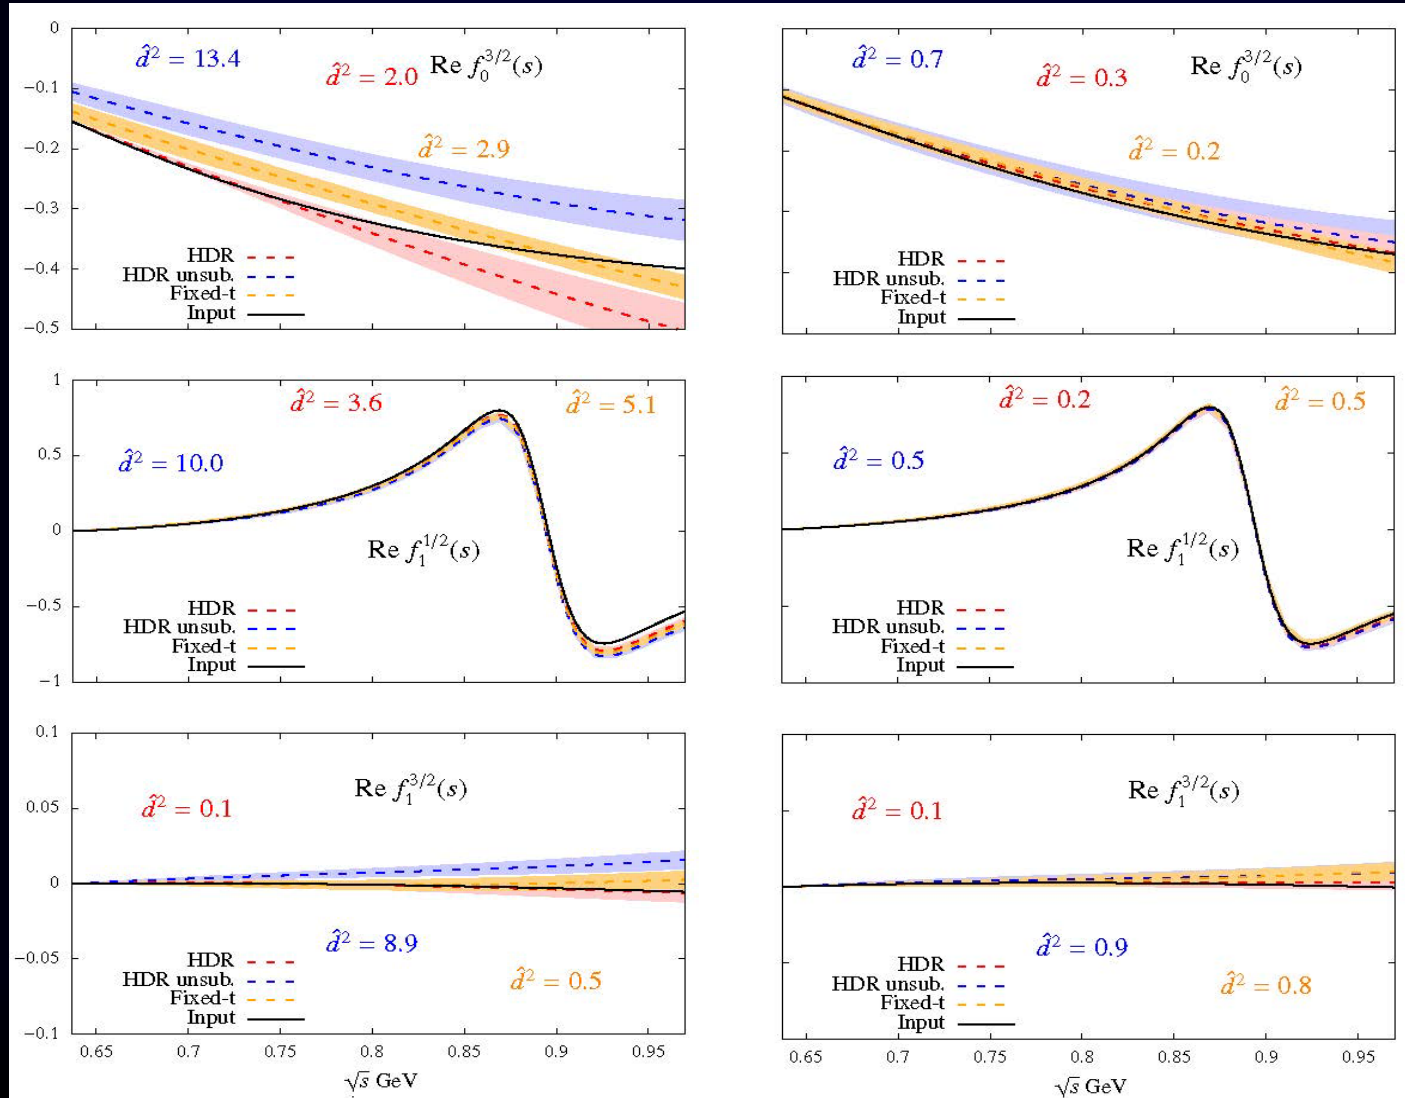 0
d̂² = 13.4
d̂² = 2.0 Re f₀^{3/2}(s)
−0.1
−0.2
d̂² = 2.9
−0.3
−0.4
−0.5
HDR
HDR unsub.
Fixed-t
Input
d̂² = 0.7
d̂² = 0.3
Re f₀^{3/2}(s)
d̂² = 0.2
HDR
HDR unsub.
Fixed-t
Input
1
d̂² = 3.6
d̂² = 5.1
0.5
d̂² = 10.0
0
Re f₁^{1/2}(s)
−0.5
−1
HDR
HDR unsub.
Fixed-t
Input
d̂² = 0.2
d̂² = 0.5
d̂² = 0.5
Re f₁^{1/2}(s)
HDR
HDR unsub.
Fixed-t
Input
0.1
Re f₁^{3/2}(s)
0.05
d̂² = 0.1
0
d̂² = 8.9
−0.05
d̂² = 0.5
−0.1
HDR
HDR unsub.
Fixed-t
Input
0.65 0.7 0.75 0.8 0.85 0.9 0.95
√s GeV
Re f₁^{3/2}(s)
d̂² = 0.1
d̂² = 0.9
d̂² = 0.8
HDR
HDR unsub.
Fixed-t
Input
0.65 0.7 0.75 0.8 0.85 0.9 0.95
√s GeV